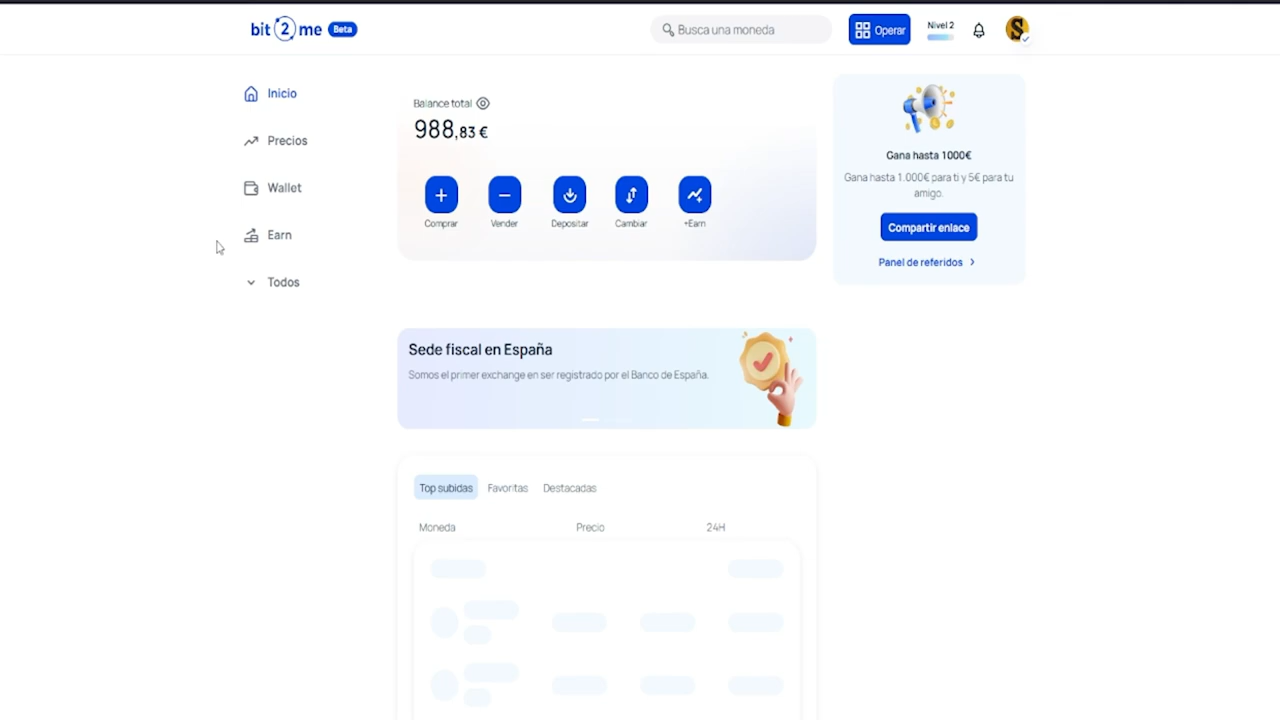 bit 2 me Beta
Busca una moneda
Operar
Nivel 2
Inicio
Precios
Wallet
Earn
Todos
Balance total
988,83 €
Comprar
Vender
Depositar
Cambiar
+Earn
Gana hasta 1000€
Gana hasta 1.000€ para ti y 5€ para tu
amigo.
Compartir enlace
Panel de referidos
Sede fiscal en España
Somos el primer exchange en ser registrado por el Banco de España.
Top subidas Favoritas Destacadas
Moneda Precio 24H